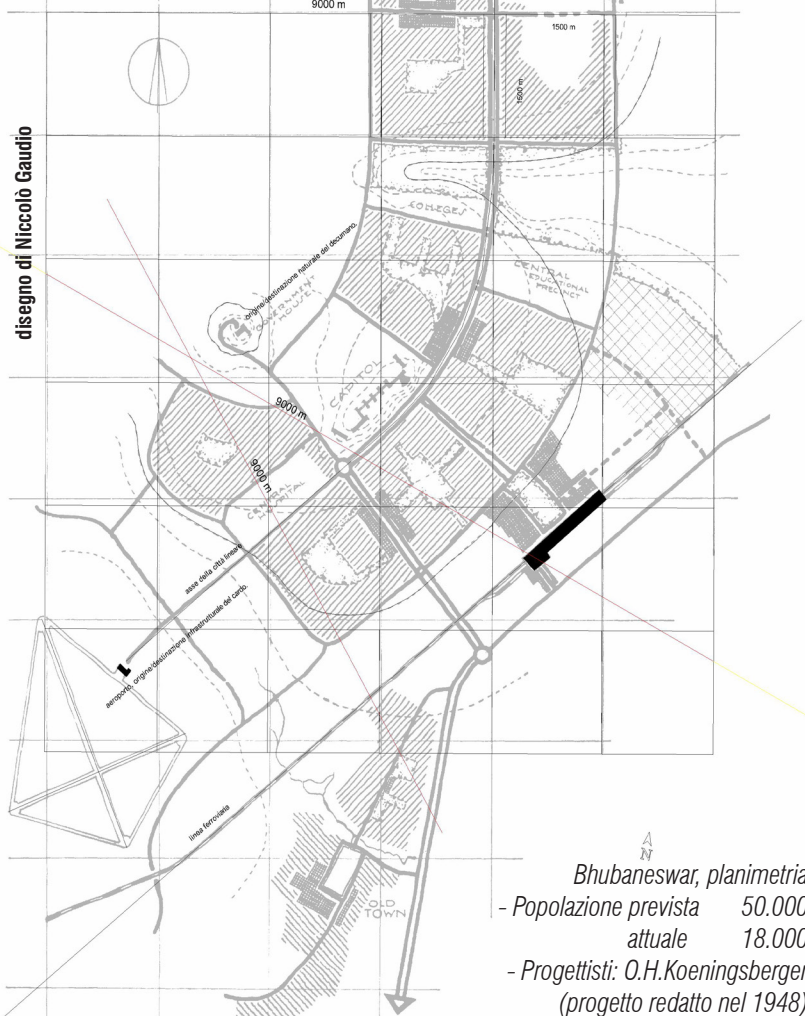 9000 m
1500 m
1500 m
disegno di Niccolò Gaudio
COLLEGES
origine/destinazione naturale del decumano.
GOVERNMENT
HOUSE
CENTRAL
EDUCATIONAL
PRECINCT
CAPITOL
9000 m
9000 m
CENTRAL
HOSPITAL
asse della città lineare
aeroporto, origine/destinazione infrastrutturale del cardo.
linea ferroviaria
OLD
TOWN
N
Bhubaneswar, planimetria
- Popolazione prevista 50.000
attuale 18.000
- Progettisti: O.H.Koeningsberger
(progetto redatto nel 1948)